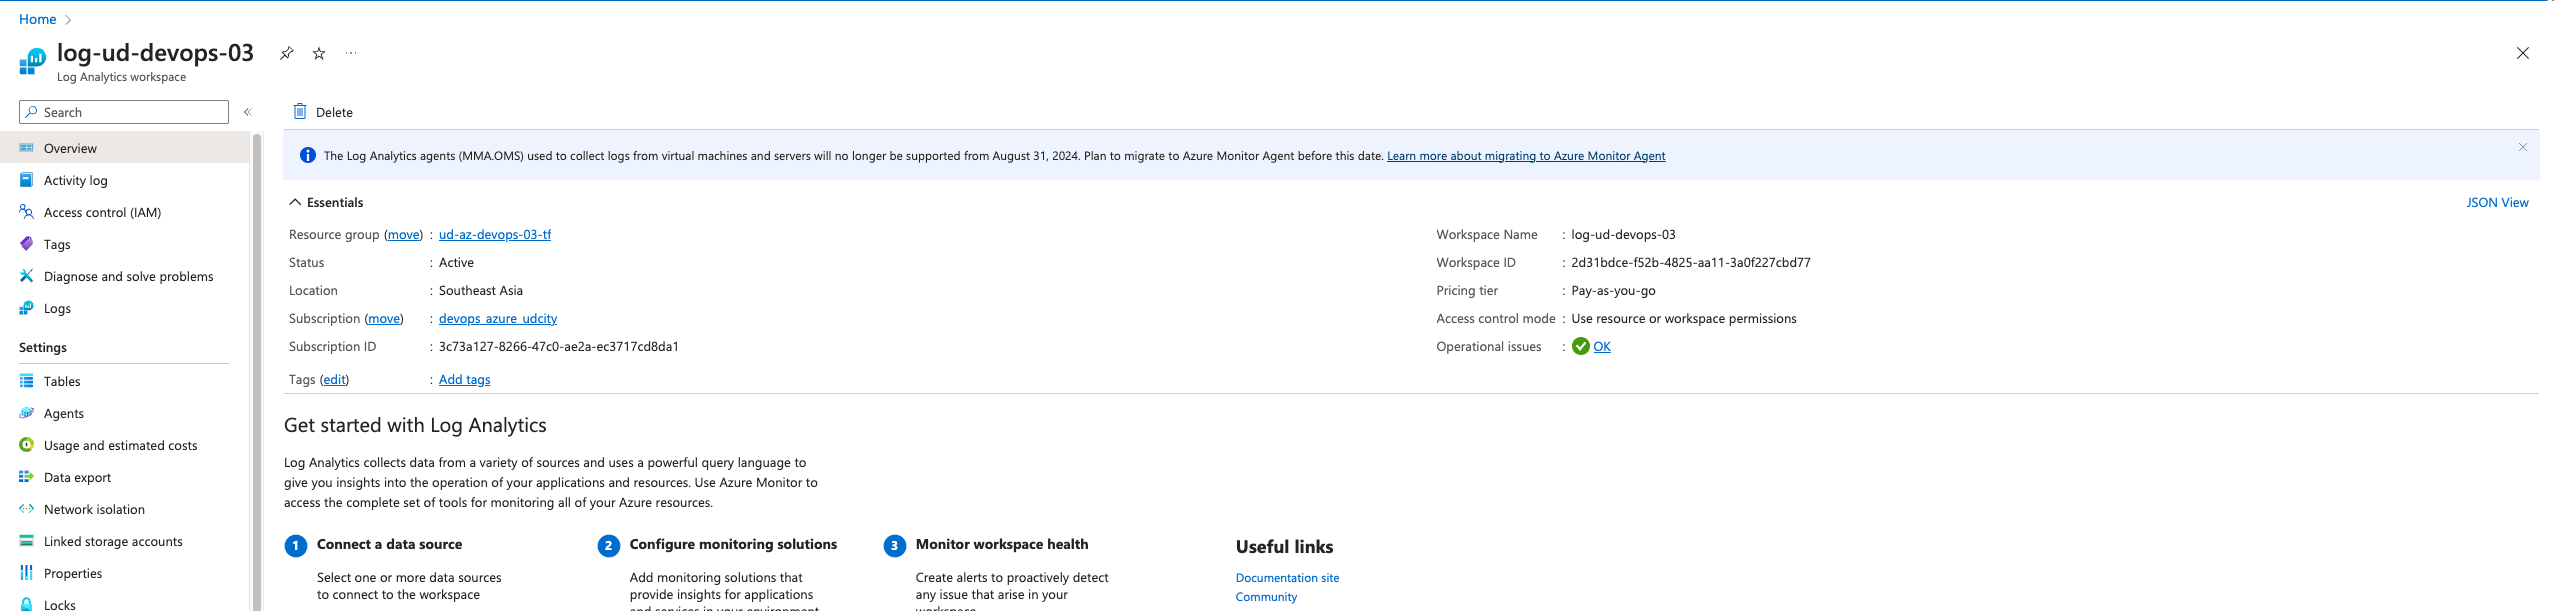 Home
log-ud-devops-03
Log Analytics workspace
Search
Overview
Activity log
Access control (IAM)
Tags
Diagnose and solve problems
Logs
Settings
Tables
Agents
Usage and estimated costs
Data export
Network isolation
Linked storage accounts
Properties
Locks
Delete
The Log Analytics agents (MMA.OMS) used to collect logs from virtual machines and servers will no longer be supported from August 31, 2024. Plan to migrate to Azure Monitor Agent before this date. Learn more about migrating to Azure Monitor Agent
Essentials
JSON View
Resource group (move) : ud-az-devops-03-tf
Status : Active
Location : Southeast Asia
Subscription (move) : devops_azure_udcity
Subscription ID : 3c73a127-8266-47c0-ae2a-ec3717cd8da1
Tags (edit) : Add tags
Workspace Name : log-ud-devops-03
Workspace ID : 2d31bdce-f52b-4825-aa11-3a0f227cbd77
Pricing tier : Pay-as-you-go
Access control mode : Use resource or workspace permissions
Operational issues : OK
Get started with Log Analytics
Log Analytics collects data from a variety of sources and uses a powerful query language to
give you insights into the operation of your applications and resources. Use Azure Monitor to
access the complete set of tools for monitoring all of your Azure resources.
1 Connect a data source
Select one or more data sources
to connect to the workspace
2 Configure monitoring solutions
Add monitoring solutions that
provide insights for applications
and services in your environment
3 Monitor workspace health
Create alerts to proactively detect
any issue that arise in your
workspace
Useful links
Documentation site
Community